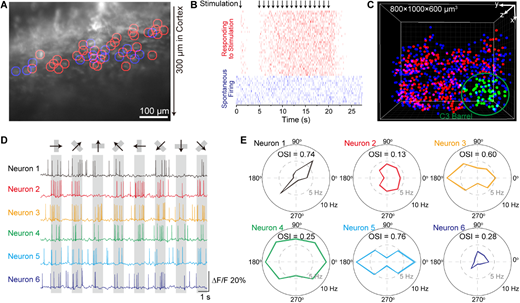 A
300 µm in Cortex
100 µm
B
Stimulation
Responding
to Stimulation
Spontaneous
Firing
0 5 10 15 20 25
Time (s)
C
800×1000×600 µm³
y
z
x
C3 Barrel
D
Neuron 1
Neuron 2
Neuron 3
Neuron 4
Neuron 5
Neuron 6
ΔF/F 20%
1 s
E
Neuron 1 90° OSI = 0.74 180° 0° 5 Hz 10 Hz 270°
Neuron 2 90° OSI = 0.13 180° 0° 5 Hz 10 Hz 270°
Neuron 3 90° OSI = 0.60 180° 0° 5 Hz 10 Hz 270°
Neuron 4 90° OSI = 0.25 180° 0° 5 Hz 10 Hz 270°
Neuron 5 90° OSI = 0.76 180° 0° 5 Hz 10 Hz 270°
Neuron 6 90° OSI = 0.28 180° 0° 5 Hz 10 Hz 270°